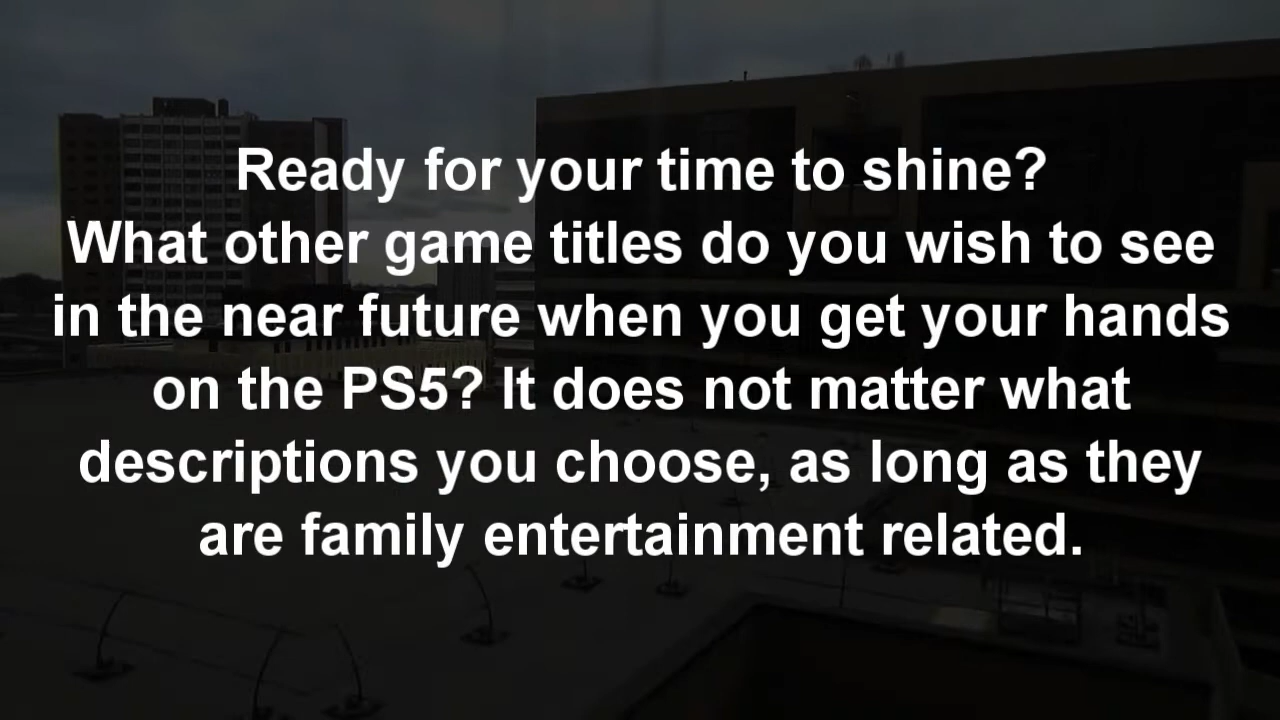 Ready for your time to shine?
What other game titles do you wish to see
in the near future when you get your hands
on the PS5? It does not matter what
descriptions you choose, as long as they
are family entertainment related.